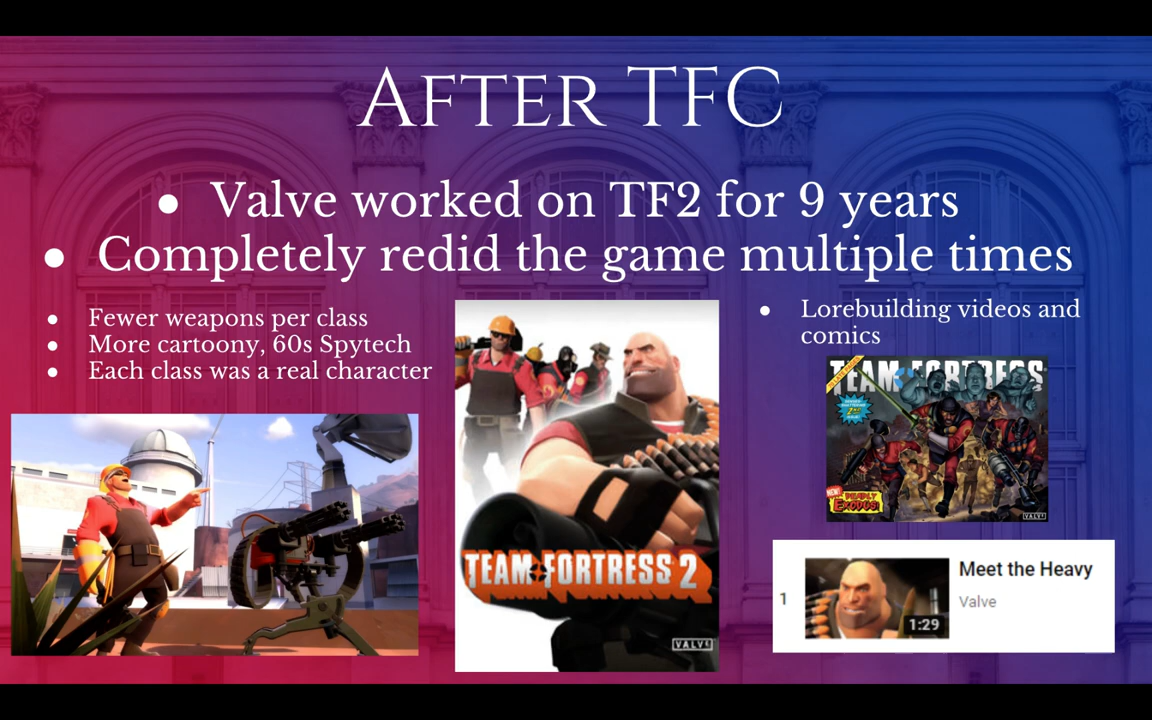 AFTER TFC
● Valve worked on TF2 for 9 years
● Completely redid the game multiple times
● Fewer weapons per class
● More cartoony, 60s Spytech
● Each class was a real character
● Lorebuilding videos and
comics
TEAM FORTRESS
NEW!
DEADLY
EXODUS!
VALVE
TEAM FORTRESS 2
VALVE
1
Meet the Heavy
Valve
1:29